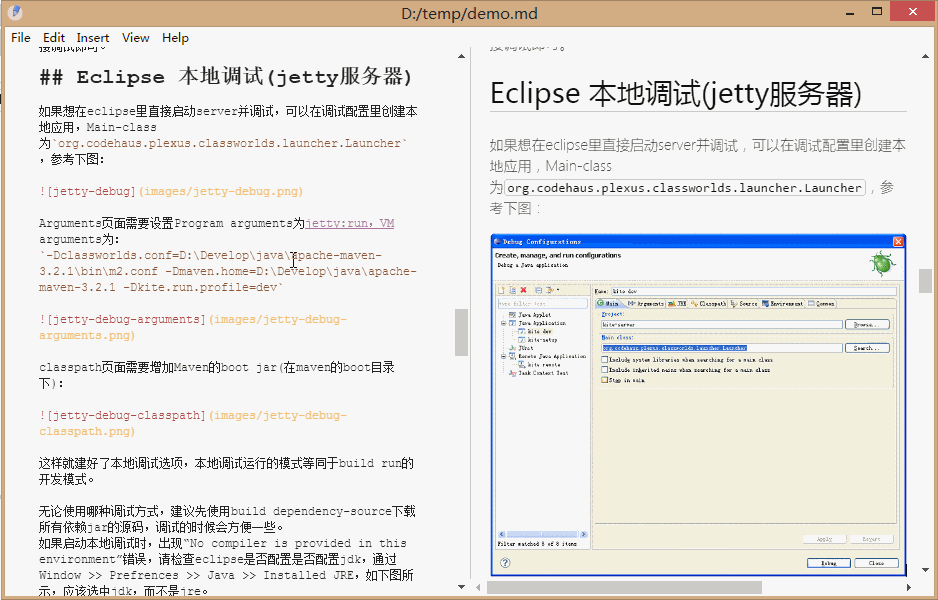 D:/temp/demo.md
File Edit Insert View Help
## Eclipse 本地调试(jetty服务器)
如果想在eclipse里直接启动server并调试，可以在调试配置里创建本
地应用，Main-class
为`org.codehaus.plexus.classworlds.launcher.Launcher`
，参考下图：
![jetty-debug](images/jetty-debug.png)
Arguments页面需要设置Program arguments为jetty:run，VM
arguments为：
`-Dclassworlds.conf=D:\Develop\java\apache-maven-
3.2.1\bin\m2.conf -Dmaven.home=D:\Develop\java\apache-
maven-3.2.1 -Dkite.run.profile=dev`
![jetty-debug-arguments](images/jetty-debug-
arguments.png)
classpath页面需要增加Maven的boot jar(在maven的boot目录
下)：
![jetty-debug-classpath](images/jetty-debug-
classpath.png)
这样就建好了本地调试选项，本地调试运行的模式等同于build run的
开发模式。
无论使用哪种调试方式，建议先使用build dependency-source下载
所有依赖jar的源码，调试的时候会方便一些。
如果启动本地调试时，出现“No compiler is provided in this
environment”错误，请检查eclipse是否配置是否配置jdk，通过
Window >> Prefrences >> Java >> Installed JRE，如下图所
示，应该选中jdk，而不是jre。
Eclipse 本地调试(jetty服务器)
如果想在eclipse里直接启动server并调试，可以在调试配置里创建本
地应用，Main-class
为org.codehaus.plexus.classworlds.launcher.Launcher，参
考下图：
Debug Configurations
Create, manage, and run configurations
Debug a Java application
type filter text
Java Applet
Java Application
kite dev
kite-setup
JUnit
Remote Java Application
kite remote
Task Context Test
Filter matched 8 of 8 items
Name: kite dev
Main Arguments JRE Classpath Source Environment Common
Project:
kite-server Browse...
Main class:
org.codehaus.plexus.classworlds.launcher.Launcher Search...
Include system libraries when searching for a main class
Include inherited mains when searching for a main class
Stop in main
Apply Revert
Debug Close